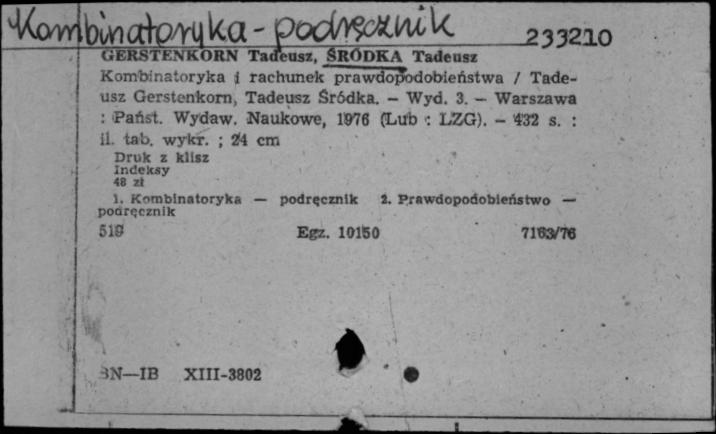 Kombinatoryka - podręcznik 233210
GERSTENKORN Tadeusz, ŚRÓDKA Tadeusz
Kombinatoryka i rachunek prawdopodobieństwa / Tade-
usz Gerstenkorn, Tadeusz Śródka. — Wyd. 3. — Warszawa
: Państ. Wydaw. Naukowe, 1976 (Lub : LZG). — 432 s. :
il. tab. wykr. ; 24 cm
Druk z klisz
Indeksy
48 zł
1. Kombinatoryka — podręcznik 2. Prawdopodobieństwo —
podręcznik
519 Egz. 10150 7163/76
BN—IB XIII-3802